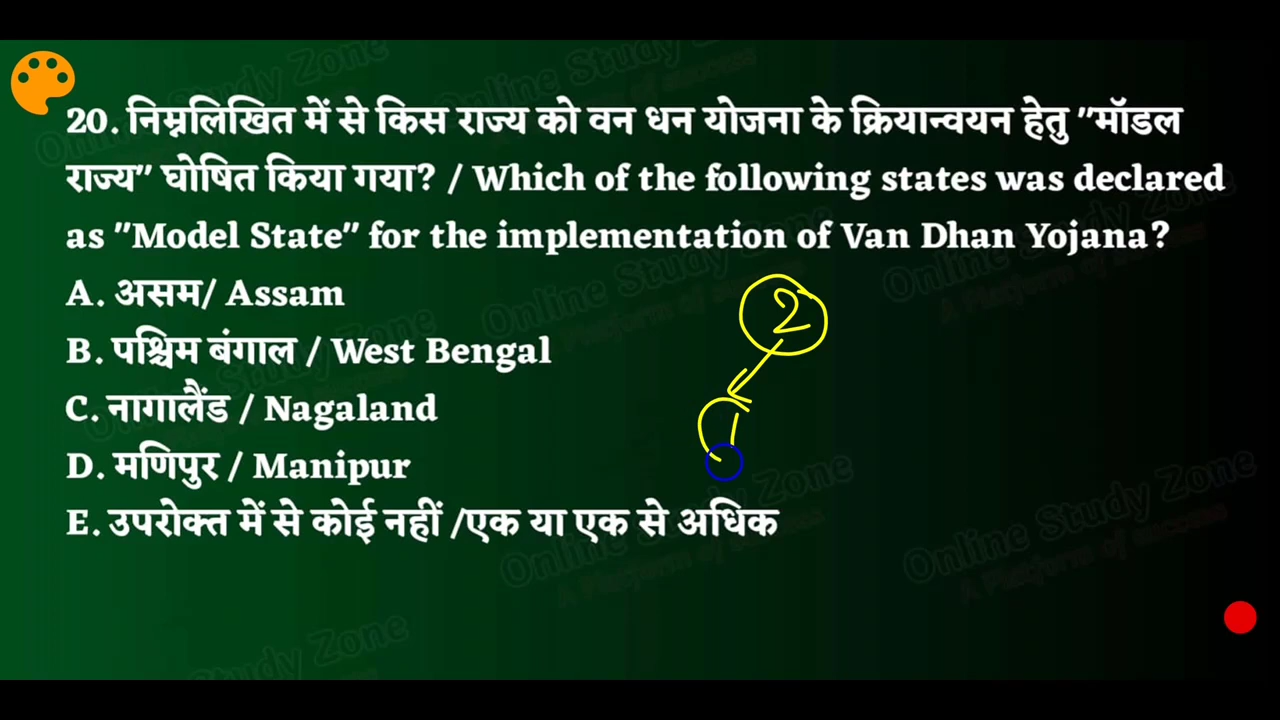 20. निम्नलिखित में से किस राज्य को वन धन योजना के क्रियान्वयन हेतु "मॉडल
राज्य" घोषित किया गया? / Which of the following states was declared
as "Model State" for the implementation of Van Dhan Yojana?
A. असम/ Assam
2
B. पश्चिम बंगाल / West Bengal
C. नागालैंड / Nagaland
D. मणिपुर / Manipur
E. उपरोक्त में से कोई नहीं /एक या एक से अधिक